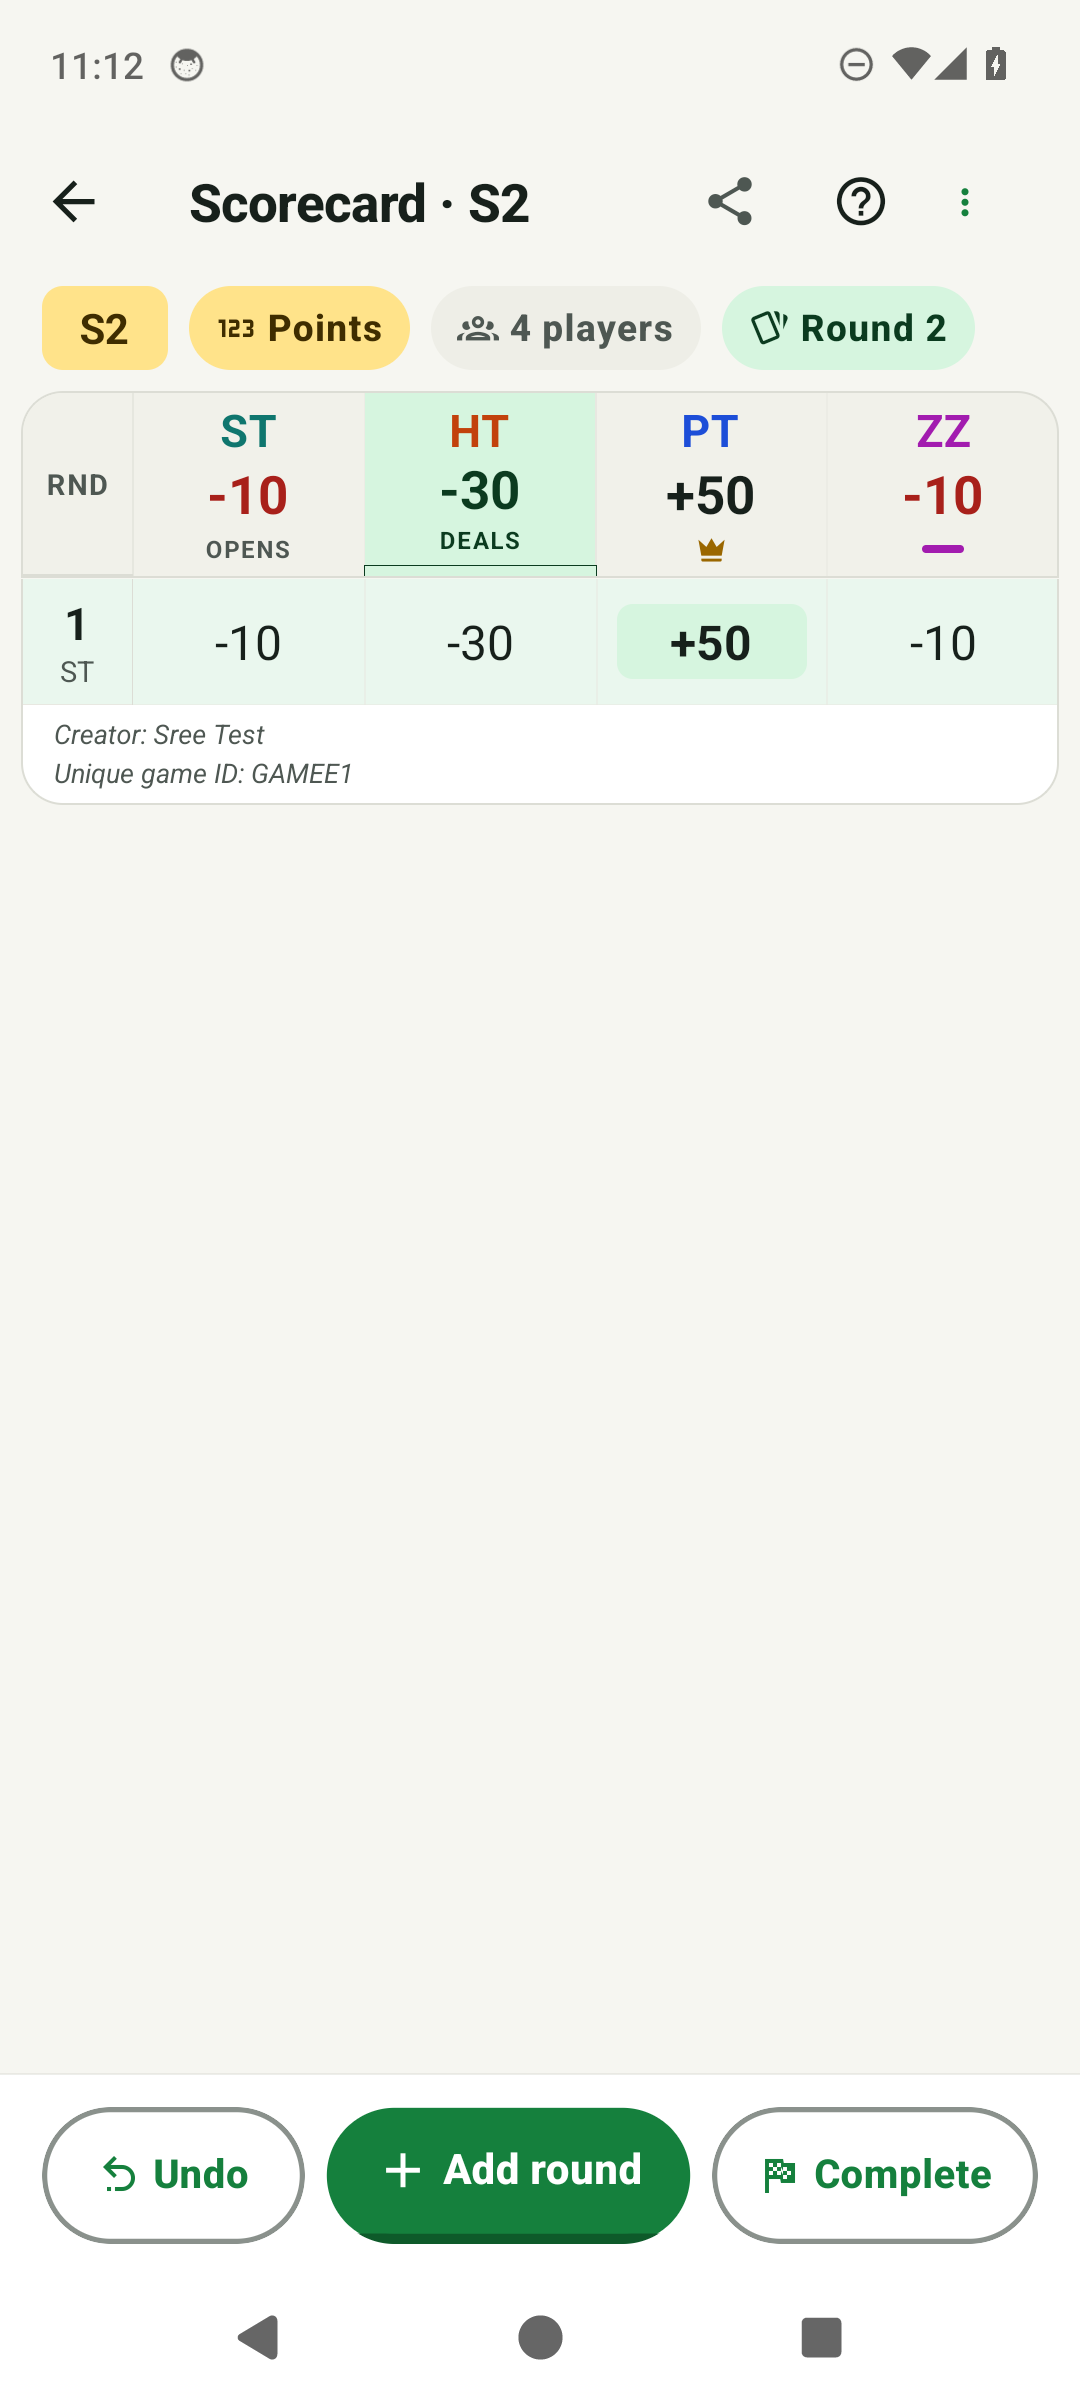 11:12
Scorecard · S2
S2
123 Points
4 players
Round 2
RND
ST
-10
OPENS
HT
-30
DEALS
PT
+50
ZZ
-10
1
ST
-10
-30
+50
-10
Creator: Sree Test
Unique game ID: GAMEE1
Undo
+ Add round
Complete